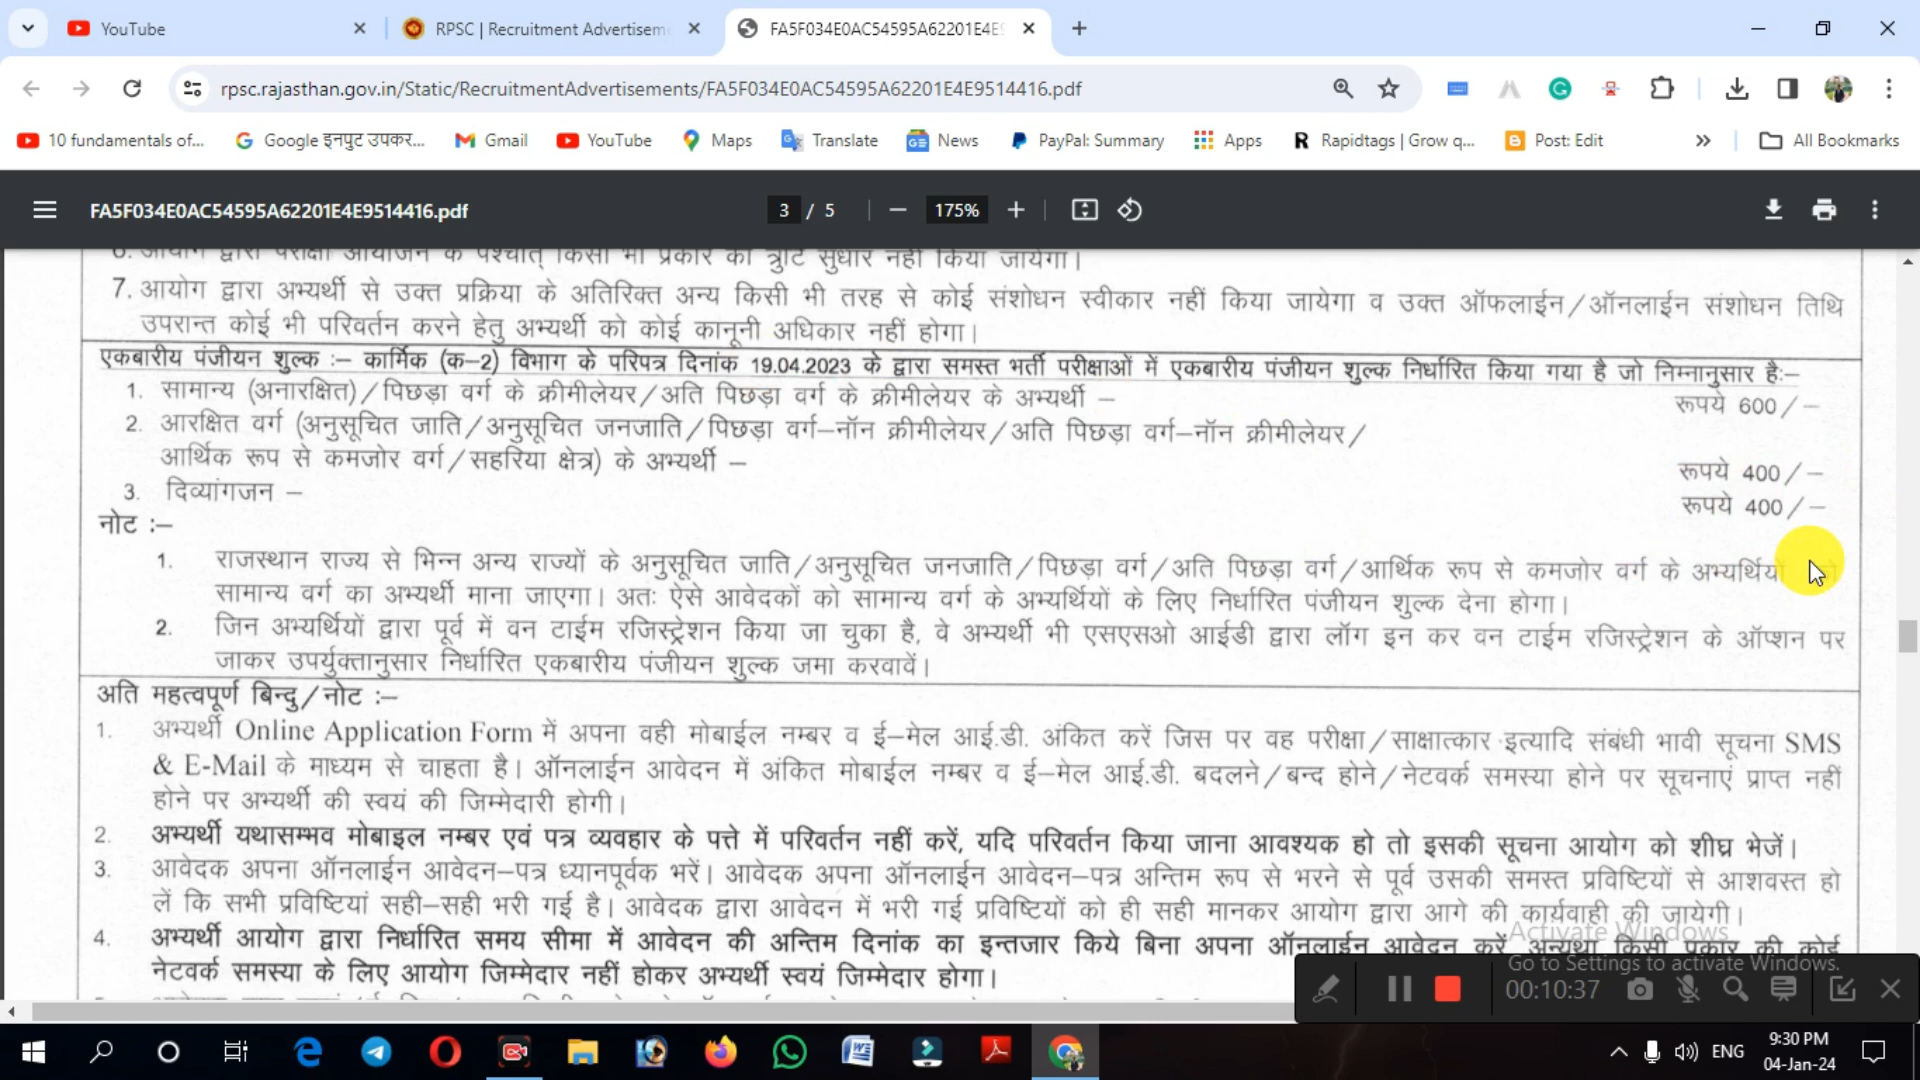 YouTube
RPSC | Recruitment Advertisem
FA5F034E0AC54595A62201E4E9
rpsc.rajasthan.gov.in/Static/RecruitmentAdvertisements/FA5F034E0AC54595A62201E4E9514416.pdf
10 fundamentals of...
Google इनपुट उपकर...
Gmail
YouTube
Maps
Translate
News
PayPal: Summary
Apps
Rapidtags | Grow q...
Post: Edit
All Bookmarks
FA5F034E0AC54595A62201E4E9514416.pdf
3 / 5
175%
6. आयोग द्वारा परीक्षा आयोजन के पश्चात् किसी भी प्रकार का त्रुटि सुधार नहीं किया जायेगा।
7. आयोग द्वारा अभ्यर्थी से उक्त प्रक्रिया के अतिरिक्त अन्य किसी भी तरह से कोई संशोधन स्वीकार नहीं किया जायेगा व उक्त ऑफलाईन/ऑनलाईन संशोधन तिथि
उपरान्त कोई भी परिवर्तन करने हेतु अभ्यर्थी को कोई कानूनी अधिकार नहीं होगा।
एकबारीय पंजीयन शुल्क :– कार्मिक (क–2) विभाग के परिपत्र दिनांक 19.04.2023 के द्वारा समस्त भर्ती परीक्षाओं में एकबारीय पंजीयन शुल्क निर्धारित किया गया है जो निम्नानुसार है:–
1. सामान्य (अनारक्षित)/पिछड़ा वर्ग के क्रीमीलेयर/अति पिछड़ा वर्ग के क्रीमीलेयर के अभ्यर्थी – रूपये 600/–
2. आरक्षित वर्ग (अनुसूचित जाति/अनुसूचित जनजाति/पिछड़ा वर्ग–नॉन क्रीमीलेयर/अति पिछड़ा वर्ग–नॉन क्रीमीलेयर/
आर्थिक रूप से कमजोर वर्ग/सहरिया क्षेत्र) के अभ्यर्थी – रूपये 400/–
3. दिव्यांगजन – रूपये 400/–
नोट :–
1. राजस्थान राज्य से भिन्न अन्य राज्यों के अनुसूचित जाति/अनुसूचित जनजाति/पिछड़ा वर्ग/अति पिछड़ा वर्ग/आर्थिक रूप से कमजोर वर्ग के अभ्यर्थियों को
सामान्य वर्ग का अभ्यर्थी माना जाएगा। अतः ऐसे आवेदकों को सामान्य वर्ग के अभ्यर्थियों के लिए निर्धारित पंजीयन शुल्क देना होगा।
2. जिन अभ्यर्थियों द्वारा पूर्व में वन टाईम रजिस्ट्रेशन किया जा चुका है, वे अभ्यर्थी भी एसएसओ आईडी द्वारा लॉग इन कर वन टाईम रजिस्ट्रेशन के ऑप्शन पर
जाकर उपर्युक्तानुसार निर्धारित एकबारीय पंजीयन शुल्क जमा करवावें।
अति महत्वपूर्ण बिन्दु/नोट :–
1. अभ्यर्थी Online Application Form में अपना वही मोबाईल नम्बर व ई–मेल आई.डी. अंकित करें जिस पर वह परीक्षा/साक्षात्कार इत्यादि संबंधी भावी सूचना SMS
& E-Mail के माध्यम से चाहता है। ऑनलाईन आवेदन में अंकित मोबाईल नम्बर व ई–मेल आई.डी. बदलने/बन्द होने/नेटवर्क समस्या होने पर सूचनाएं प्राप्त नहीं
होने पर अभ्यर्थी की स्वयं की जिम्मेदारी होगी।
2. अभ्यर्थी यथासम्भव मोबाइल नम्बर एवं पत्र व्यवहार के पत्ते में परिवर्तन नहीं करें, यदि परिवर्तन किया जाना आवश्यक हो तो इसकी सूचना आयोग को शीघ्र भेजें।
3. आवेदक अपना ऑनलाईन आवेदन–पत्र ध्यानपूर्वक भरें। आवेदक अपना ऑनलाईन आवेदन–पत्र अन्तिम रूप से भरने से पूर्व उसकी समस्त प्रविष्टियों से आशवस्त हो
लें कि सभी प्रविष्टियां सही–सही भरी गई है। आवेदक द्वारा आवेदन में भरी गई प्रविष्टियों को ही सही मानकर आयोग द्वारा आगे की कार्यवाही की जायेगी।
4. अभ्यर्थी आयोग द्वारा निर्धारित समय सीमा में आवेदन की अन्तिम दिनांक का इन्तजार किये बिना अपना ऑनलाईन आवेदन करें अन्यथा किसी प्रकार की कोई
नेटवर्क समस्या के लिए आयोग जिम्मेदार नहीं होकर अभ्यर्थी स्वयं जिम्मेदार होगा।
Activate Windows
Go to Settings to activate Windows.
00:10:37
ENG
9:30 PM
04-Jan-24